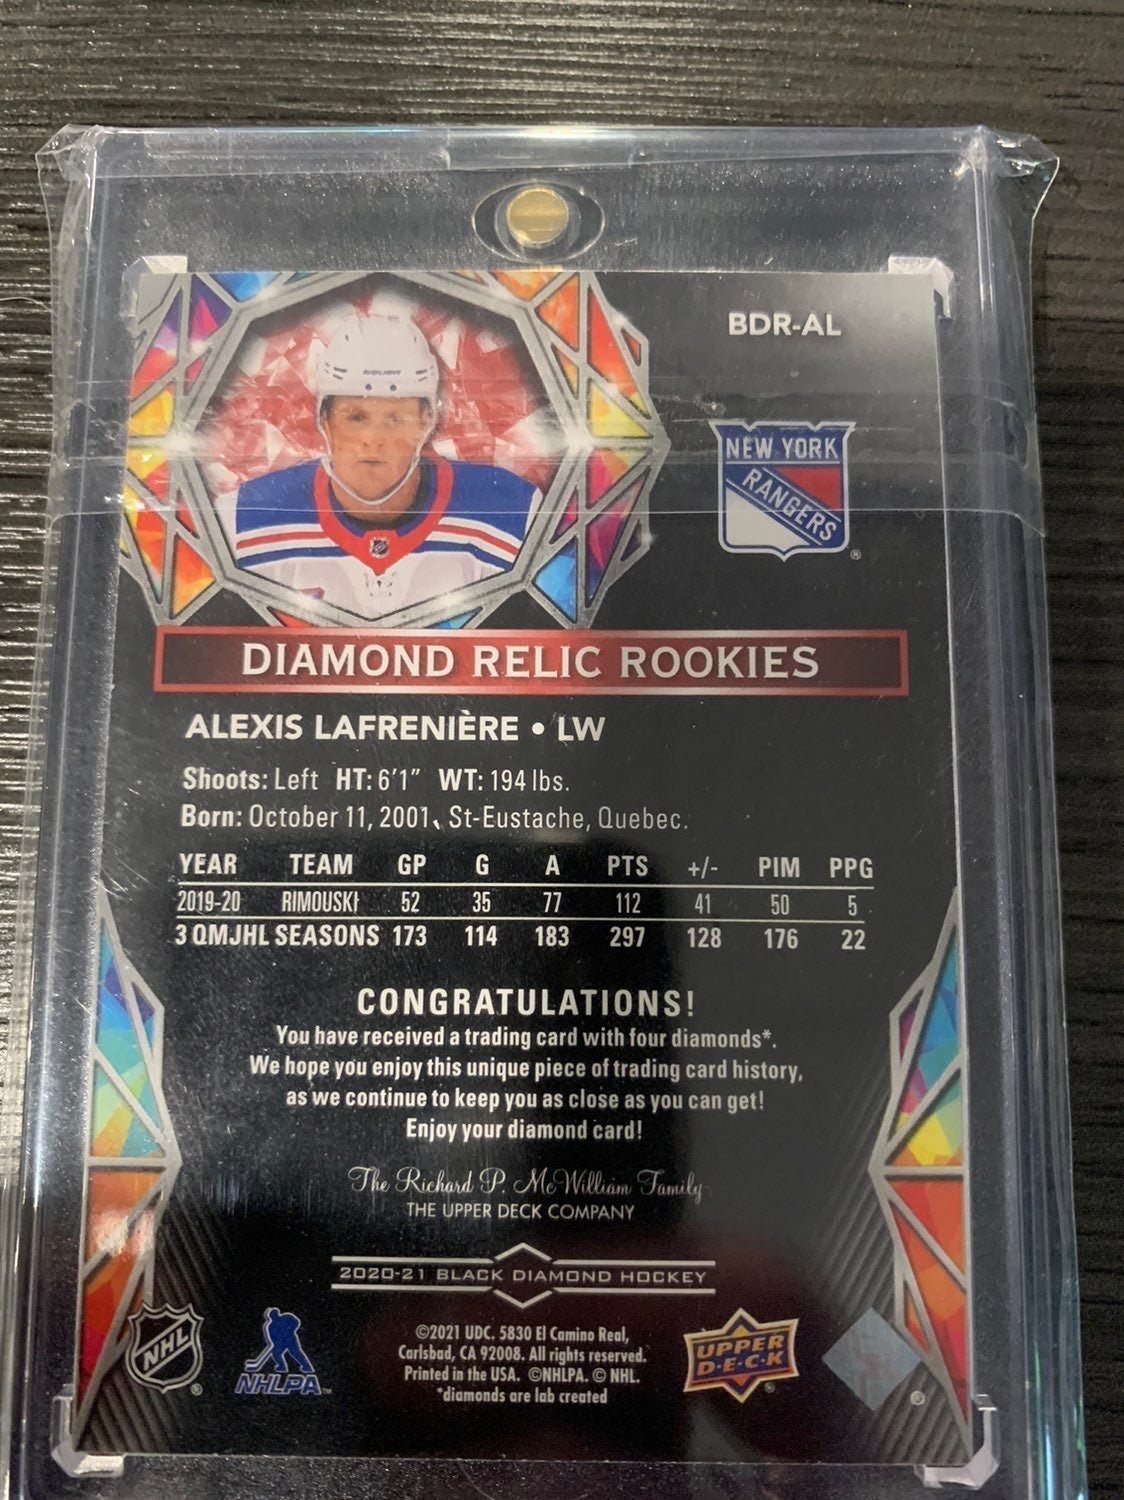 BDR-AL
BAUER
NEW YORK
RANGERS
®
DIAMOND RELIC ROOKIES
ALEXIS LAFRENIÈRE • LW
Shoots: Left HT: 6'1" WT: 194 lbs.
Born: October 11, 2001, St-Eustache, Quebec.
YEAR TEAM GP G A PTS +/- PIM PPG
2019-20 RIMOUSKI 52 35 77 112 41 50 5
3 QMJHL SEASONS 173 114 183 297 128 176 22
CONGRATULATIONS!
You have received a trading card with four diamonds*.
We hope you enjoy this unique piece of trading card history,
as we continue to keep you as close as you can get!
Enjoy your diamond card!
The Richard P. McWilliam Family
THE UPPER DECK COMPANY
2020-21 BLACK DIAMOND HOCKEY
NHL
®
NHLPA™
©2021 UDC. 5830 El Camino Real,
Carlsbad, CA 92008. All rights reserved.
Printed in the USA. ©NHLPA. © NHL.
*diamonds are lab created
UPPER
D•E•C•K
®
®